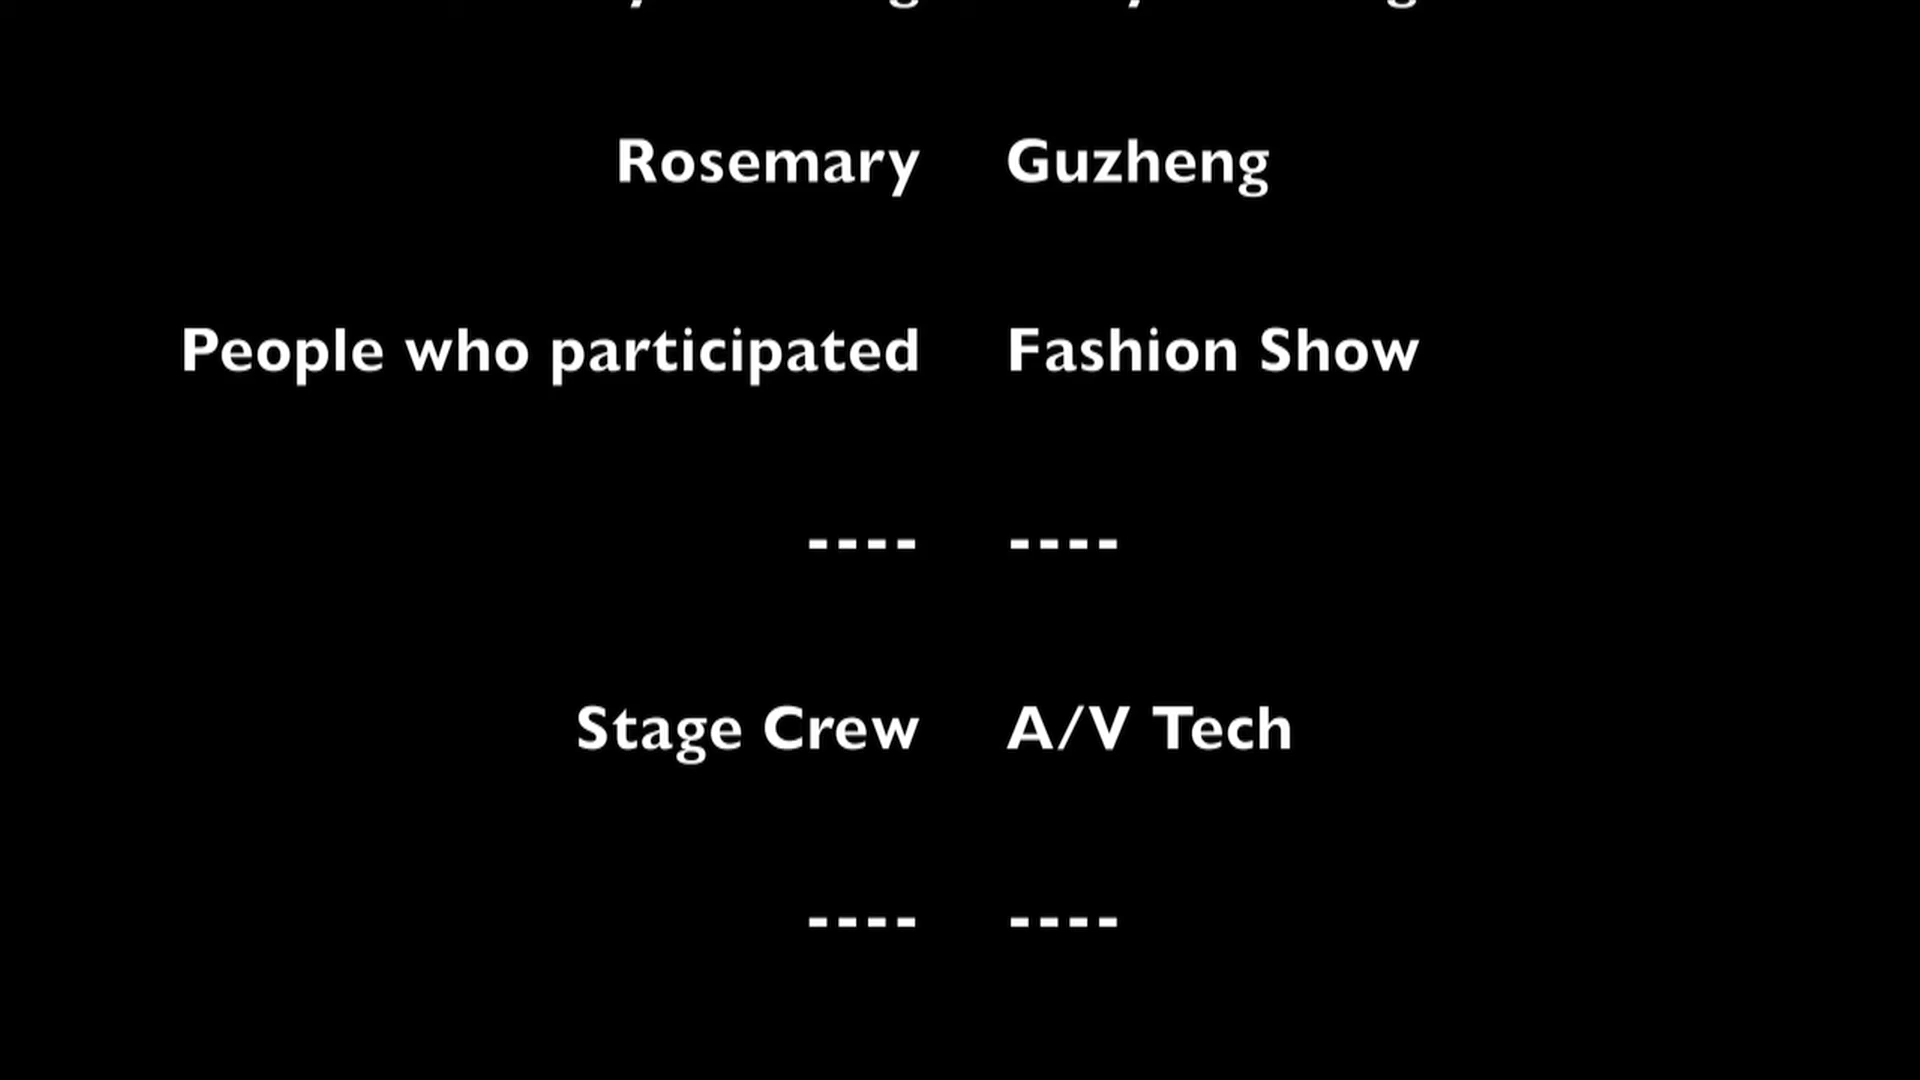 Rosemary Guzheng
People who participated Fashion Show
---- ----
Stage Crew A/V Tech
---- ----